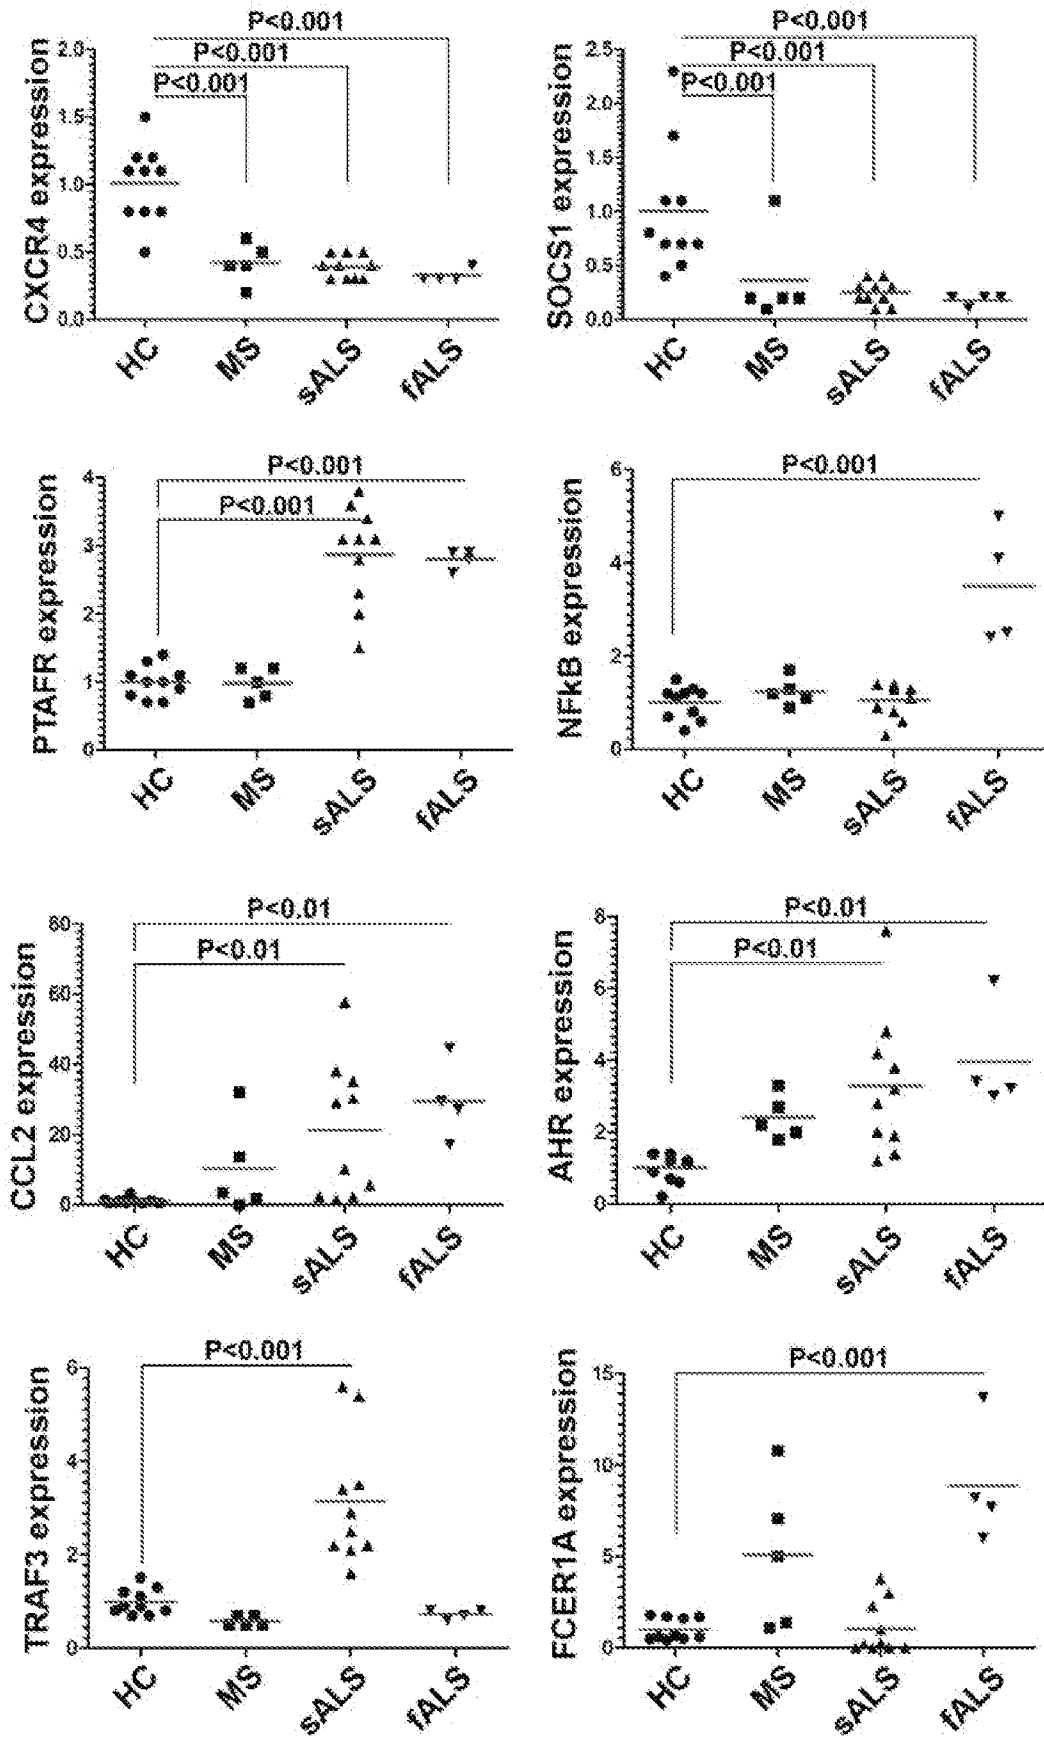 P<0.001
P<0.001
P<0.001
CXCR4 expression
2.0
1.5
1.0
0.5
0.0
HC
MS
sALS
fALS
P<0.001
P<0.001
P<0.001
SOCS1 expression
2.5
2.0
1.5
1.0
0.5
0.0
HC
MS
sALS
fALS
P<0.001
P<0.001
PTAFR expression
4
3
2
1
0
HC
MS
sALS
fALS
P<0.001
NFkB expression
6
4
2
0
HC
MS
sALS
fALS
P<0.01
P<0.01
CCL2 expression
80
60
40
20
0
HC
MS
sALS
fALS
P<0.01
P<0.01
AHR expression
8
6
4
2
0
HC
MS
sALS
fALS
P<0.001
TRAF3 expression
6
4
2
0
HC
MS
sALS
fALS
P<0.001
FCER1A expression
15
10
5
0
HC
MS
sALS
fALS